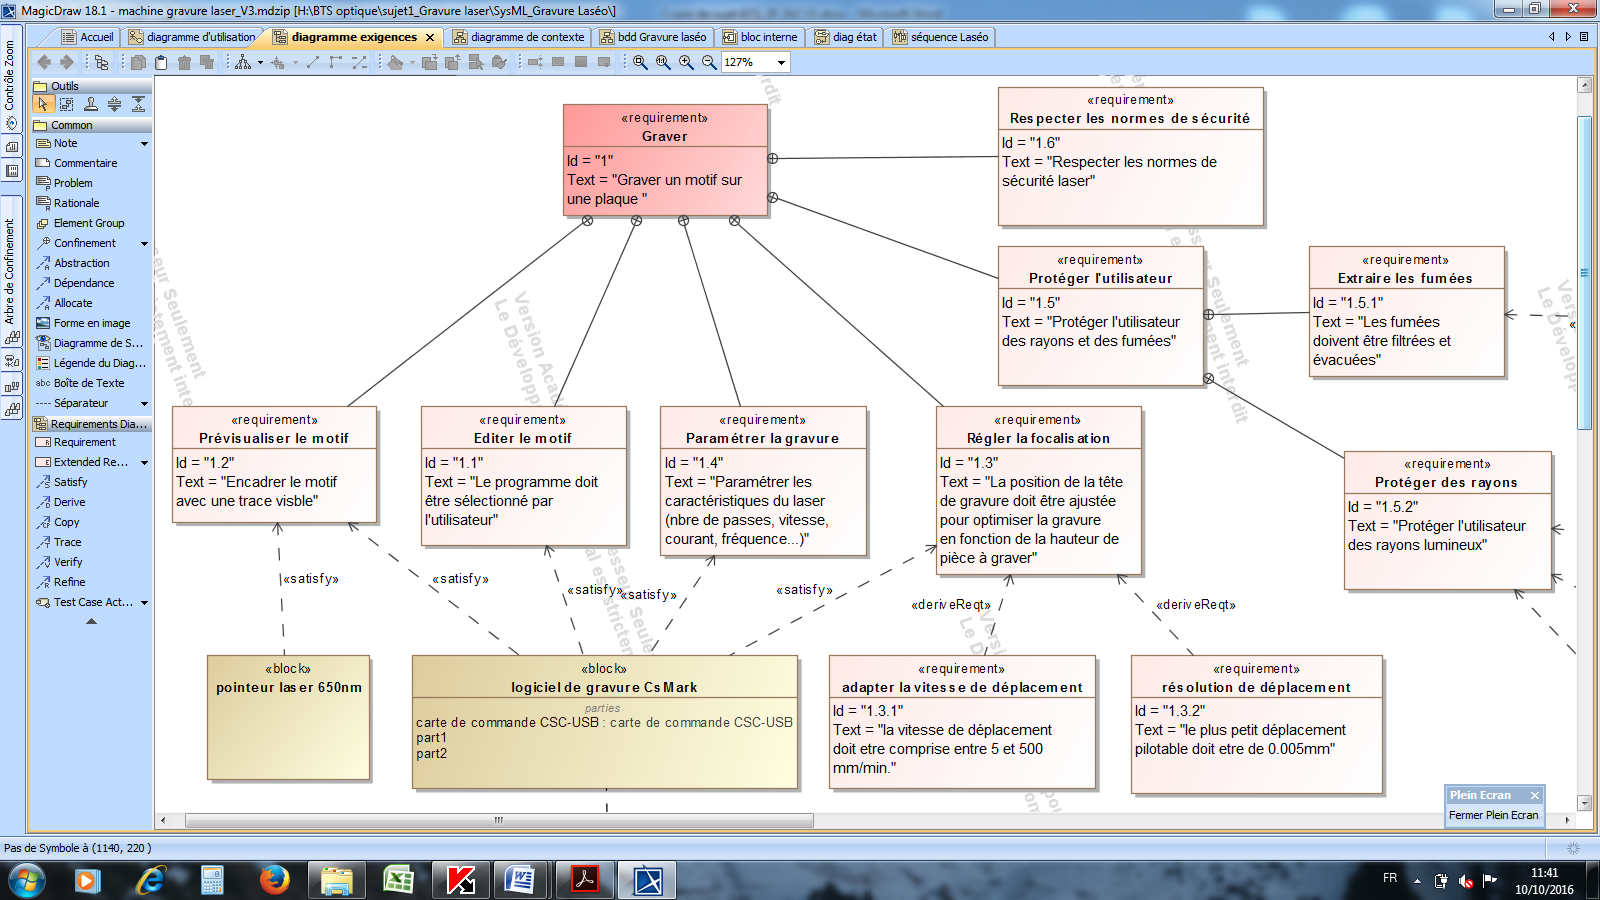 MagicDraw 18.1 - machine gravure laser_V3.mdzip [H:\BTS optique\sujet1_Gravure laser\SysML_Gravure Laséo\]
Accueil
diagramme d'utilisation
diagramme exigences
diagramme de contexte
bdd Gravure laséo
bloc interne
diag état
séquence Laséo
127%
Contrôle Zoom
Arbre de Confinement
Outils
Common
Note
Commentaire
Problem
Rationale
Element Group
Confinement
Abstraction
Dépendance
Allocate
Forme en image
Diagramme de S...
Légende du Diag...
abc Boîte de Texte
Séparateur
Requirements Dia...
Requirement
Extended Re...
Satisfy
Derive
Copy
Trace
Verify
Refine
Test Case Act...
«requirement»
Graver
Id = "1"
Text = "Graver un motif sur
une plaque "
«requirement»
Respecter les normes de sécurité
Id = "1.6"
Text = "Respecter les normes de
sécurité laser"
«requirement»
Protéger l'utilisateur
Id = "1.5"
Text = "Protéger l'utilisateur
des rayons et des fumées"
«requirement»
Extraire les fumées
Id = "1.5.1"
Text = "Les fumées
doivent être filtrées et
évacuées"
«requirement»
Prévisualiser le motif
Id = "1.2"
Text = "Encadrer le motif
avec une trace visble"
«requirement»
Editer le motif
Id = "1.1"
Text = "Le programme doit
être sélectionné par
l'utilisateur"
«requirement»
Paramétrer la gravure
Id = "1.4"
Text = "Paramétrer les
caractéristiques du laser
(nbre de passes, vitesse,
courant, fréquence...)"
«requirement»
Régler la focalisation
Id = "1.3"
Text = "La position de la tête
de gravure doit être ajustée
pour optimiser la gravure
en fonction de la hauteur de
pièce à graver"
«requirement»
Protéger des rayons
Id = "1.5.2"
Text = "Protéger l'utilisateur
des rayons lumineux"
«satisfy»
«satisfy»
«satisfy»
«satisfy»
«satisfy»
«deriveReqt»
«deriveReqt»
«block»
pointeur laser 650nm
«block»
logiciel de gravure CsMark
parties
carte de commande CSC-USB : carte de commande CSC-USB
part1
part2
«requirement»
adapter la vitesse de déplacement
Id = "1.3.1"
Text = "la vitesse de déplacement
doit etre comprise entre 5 et 500
mm/min."
«requirement»
résolution de déplacement
Id = "1.3.2"
Text = "le plus petit déplacement
pilotable doit etre de 0.005mm"
Version Acad
Le Développ
Plein Ecran
Fermer Plein Ecran
Pas de Symbole à (1140, 220 )
FR
11:41
10/10/2016